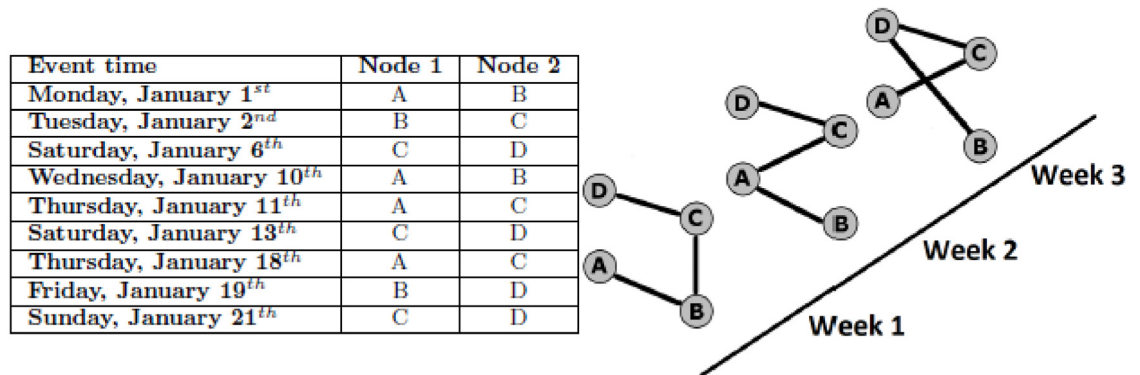 Event time Node 1 Node 2
Monday, January 1st A B
Tuesday, January 2nd B C
Saturday, January 6th C D
Wednesday, January 10th A B
Thursday, January 11th A C
Saturday, January 13th C D
Thursday, January 18th A C
Friday, January 19th B D
Sunday, January 21th C D
D
C
A
B
Week 1
D
C
A
B
Week 2
D
C
A
B
Week 3